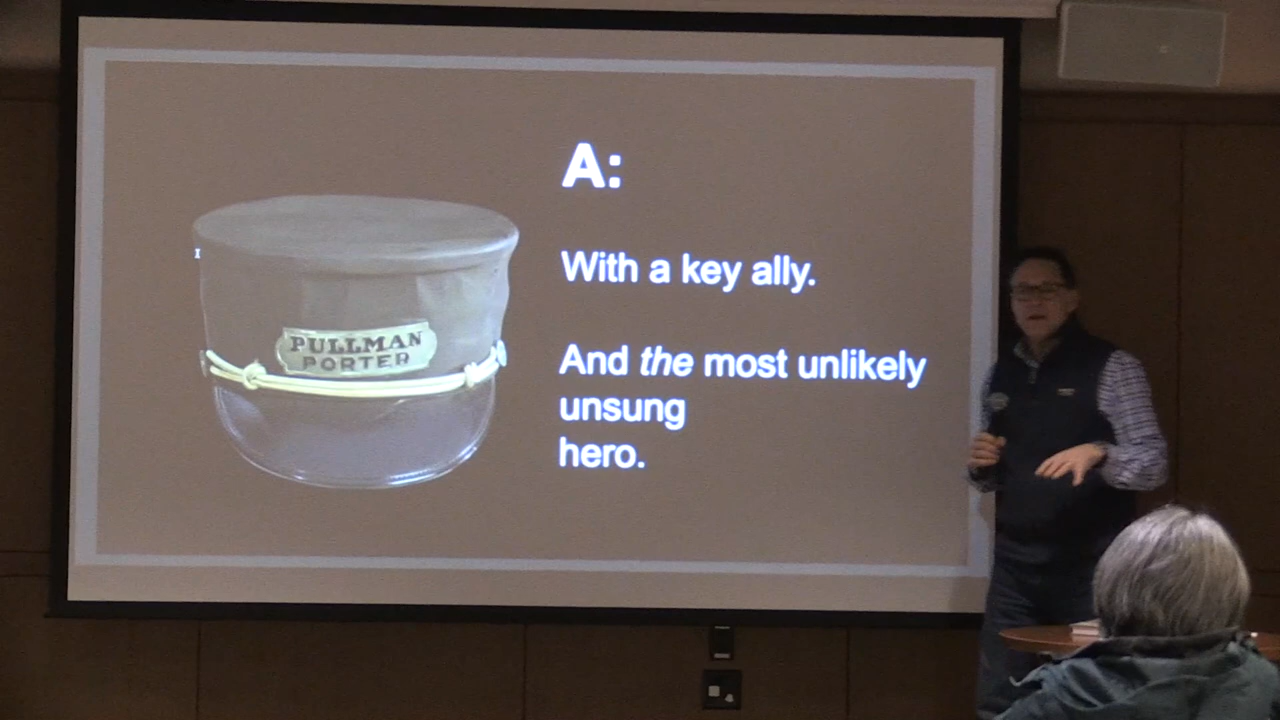 A:
With a key ally.
And the most unlikely
unsung
hero.
PULLMAN
PORTER